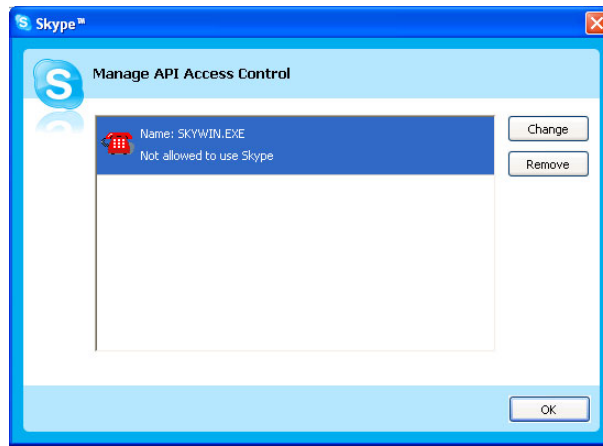 Skype™
Manage API Access Control
Name: SKYWIN.EXE
Not allowed to use Skype
Change
Remove
OK